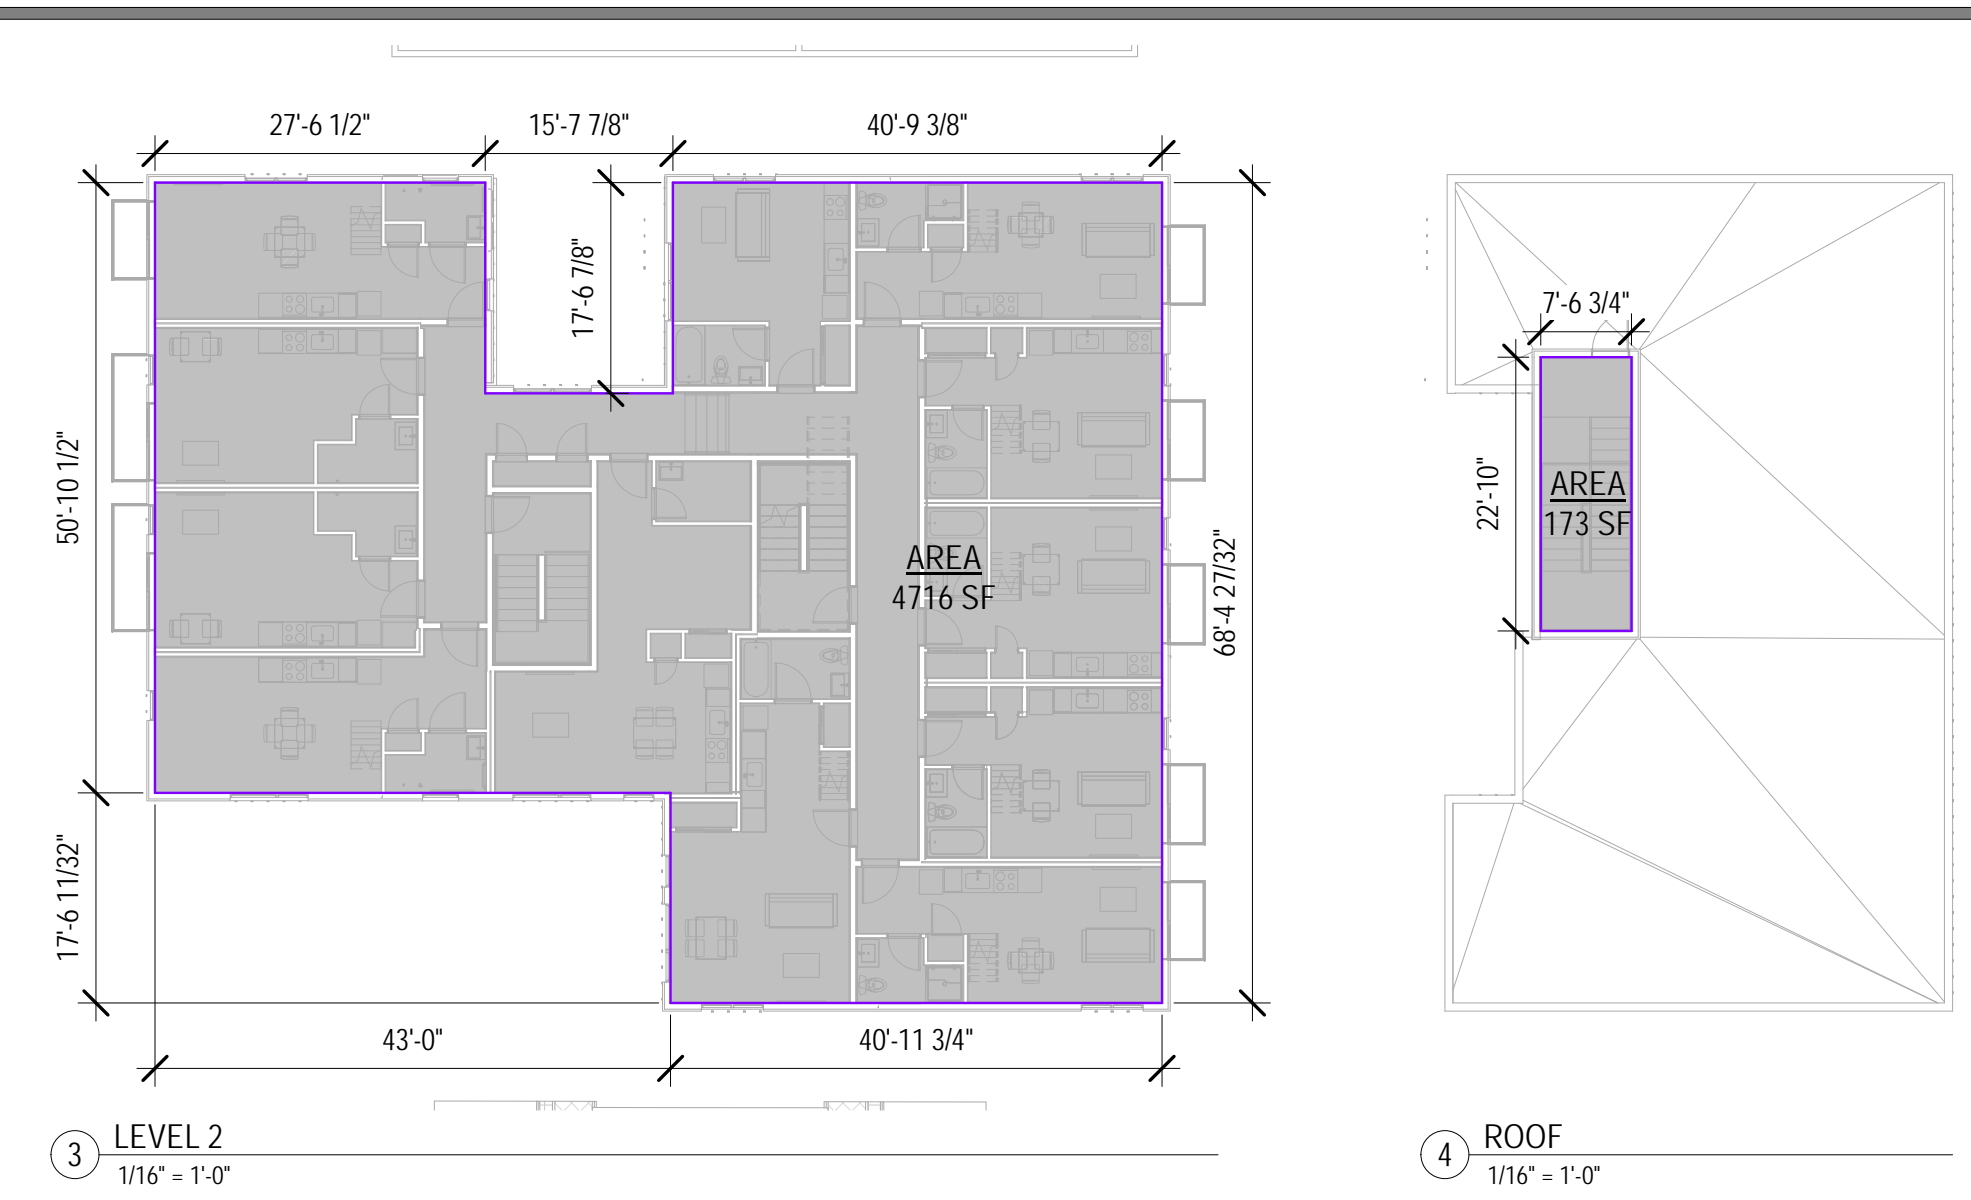 27'-6 1/2"
15'-7 7/8"
40'-9 3/8"
17'-6 7/8"
50'-10 1/2"
17'-6 11/32"
68'-4 27/32"
AREA
4716 SF
43'-0"
40'-11 3/4"
3
LEVEL 2
1/16" = 1'-0"
7'-6 3/4"
22'-10"
AREA
173 SF
4
ROOF
1/16" = 1'-0"